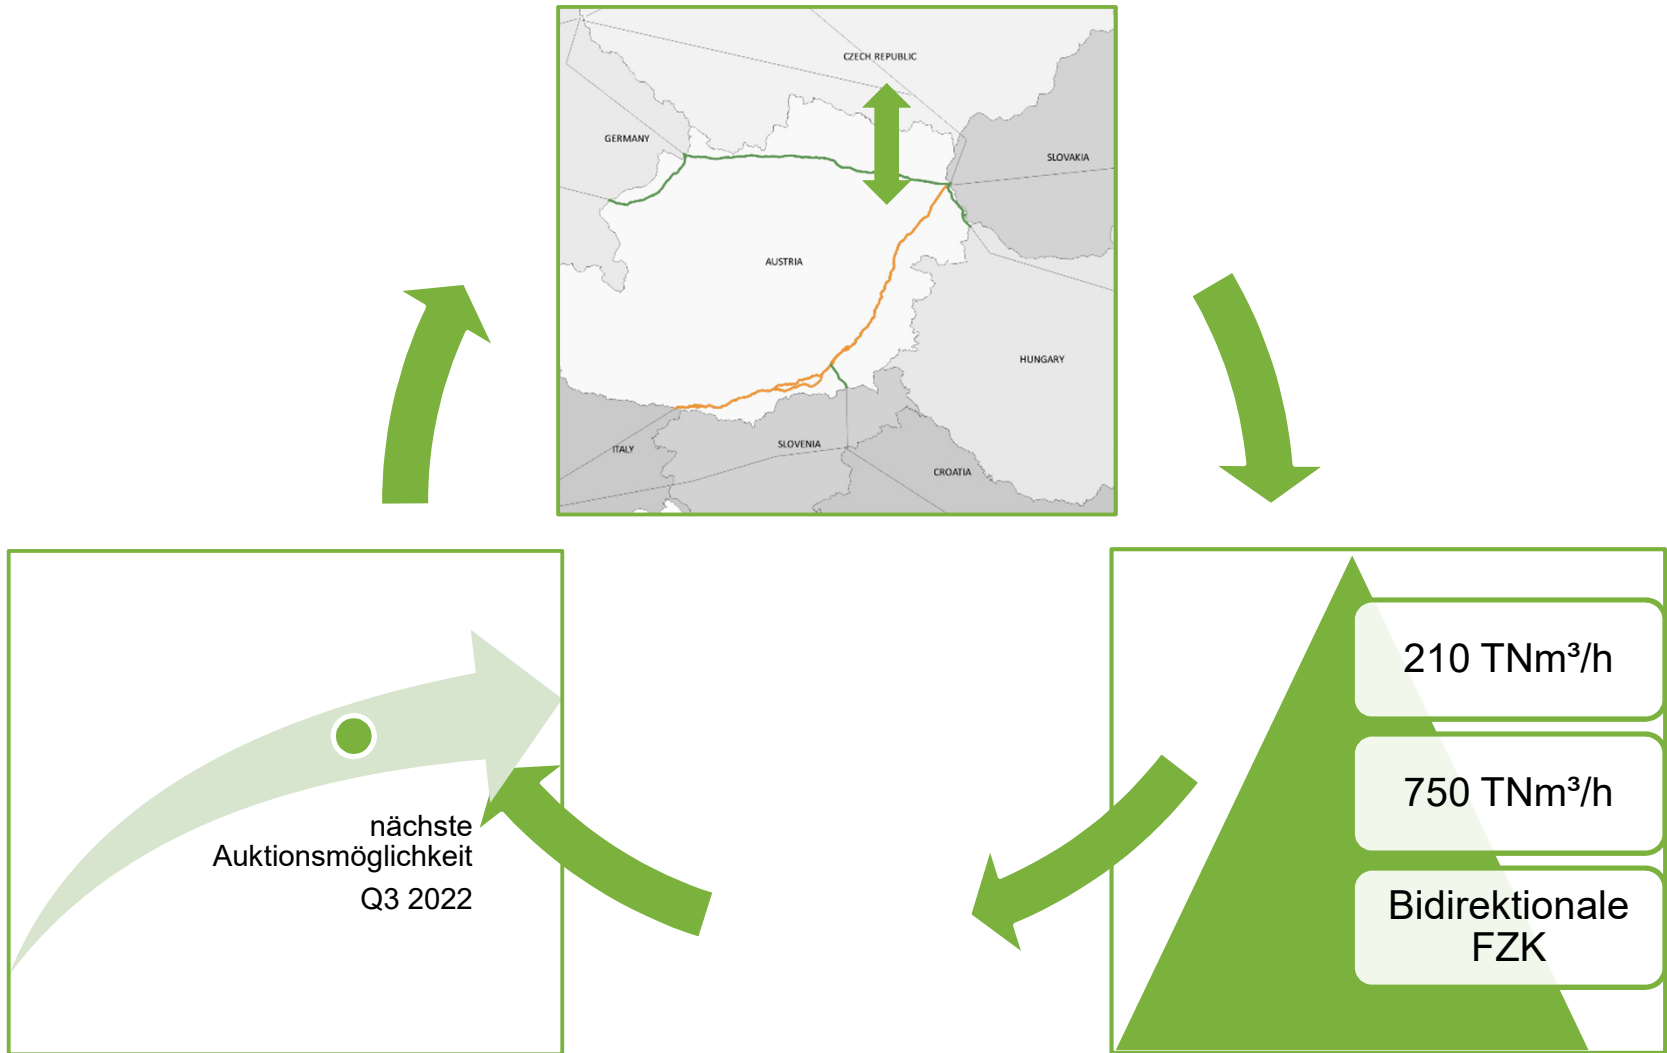 CZECH REPUBLIC
GERMANY
SLOVAKIA
AUSTRIA
HUNGARY
ITALY
SLOVENIA
CROATIA
210 TNm³/h
750 TNm³/h
Bidirektionale
FZK
nächste
Auktionsmöglichkeit
Q3 2022